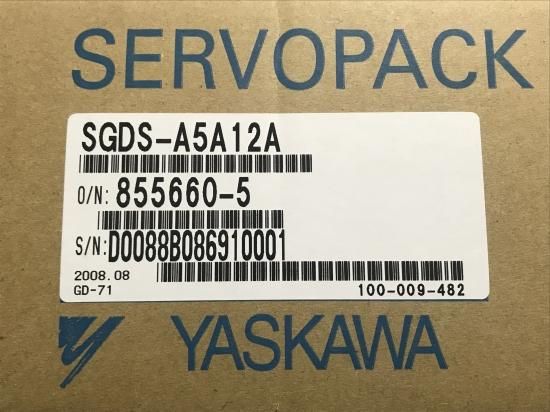 SERVOPACK
SGDS-A5A12A
O/N: 855660-5
S/N: D0088B086910001
2008.08
GD-71
100-009-482
YASKAWA